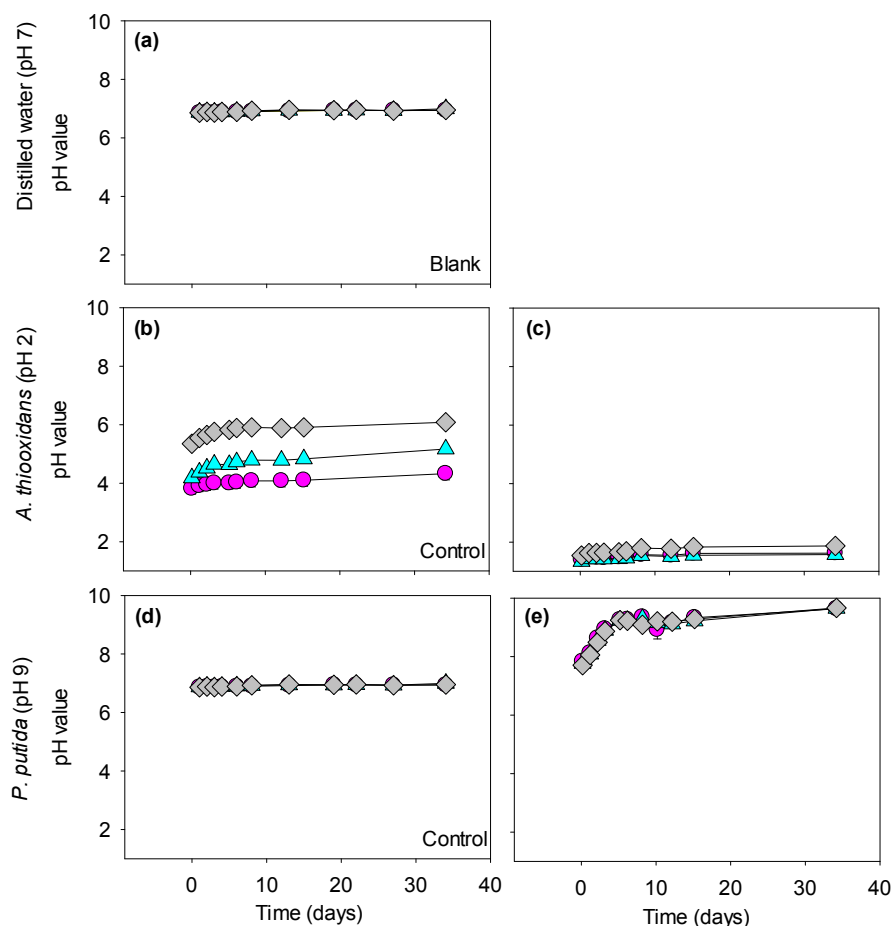 Distilled water (pH 7)
pH value
10
8
6
4
2
(a)
Blank
A. thiooxidans (pH 2)
pH value
10
8
6
4
2
(b)
Control
(c)
P. putida (pH 9)
pH value
10
8
6
4
2
(d)
Control
(e)
0 10 20 30 40
0 10 20 30 40
Time (days)
Time (days)